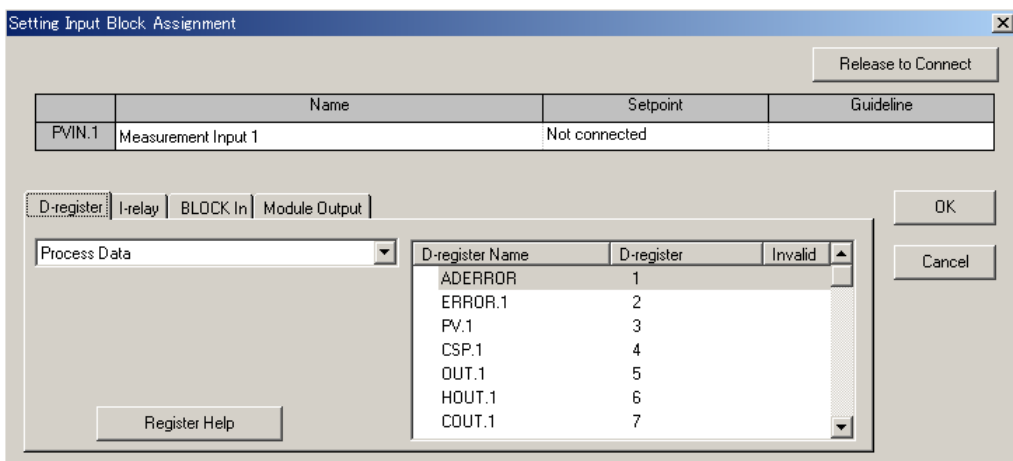 Setting Input Block Assignment
Release to Connect
Name Setpoint Guideline
PVIN.1 Measurement Input 1 Not connected
D-register I-relay BLOCK In Module Output
OK
Process Data
D-register Name D-register Invalid
Cancel
ADERROR 1
ERROR.1 2
PV.1 3
CSP.1 4
OUT.1 5
HOUT.1 6
COUT.1 7
Register Help